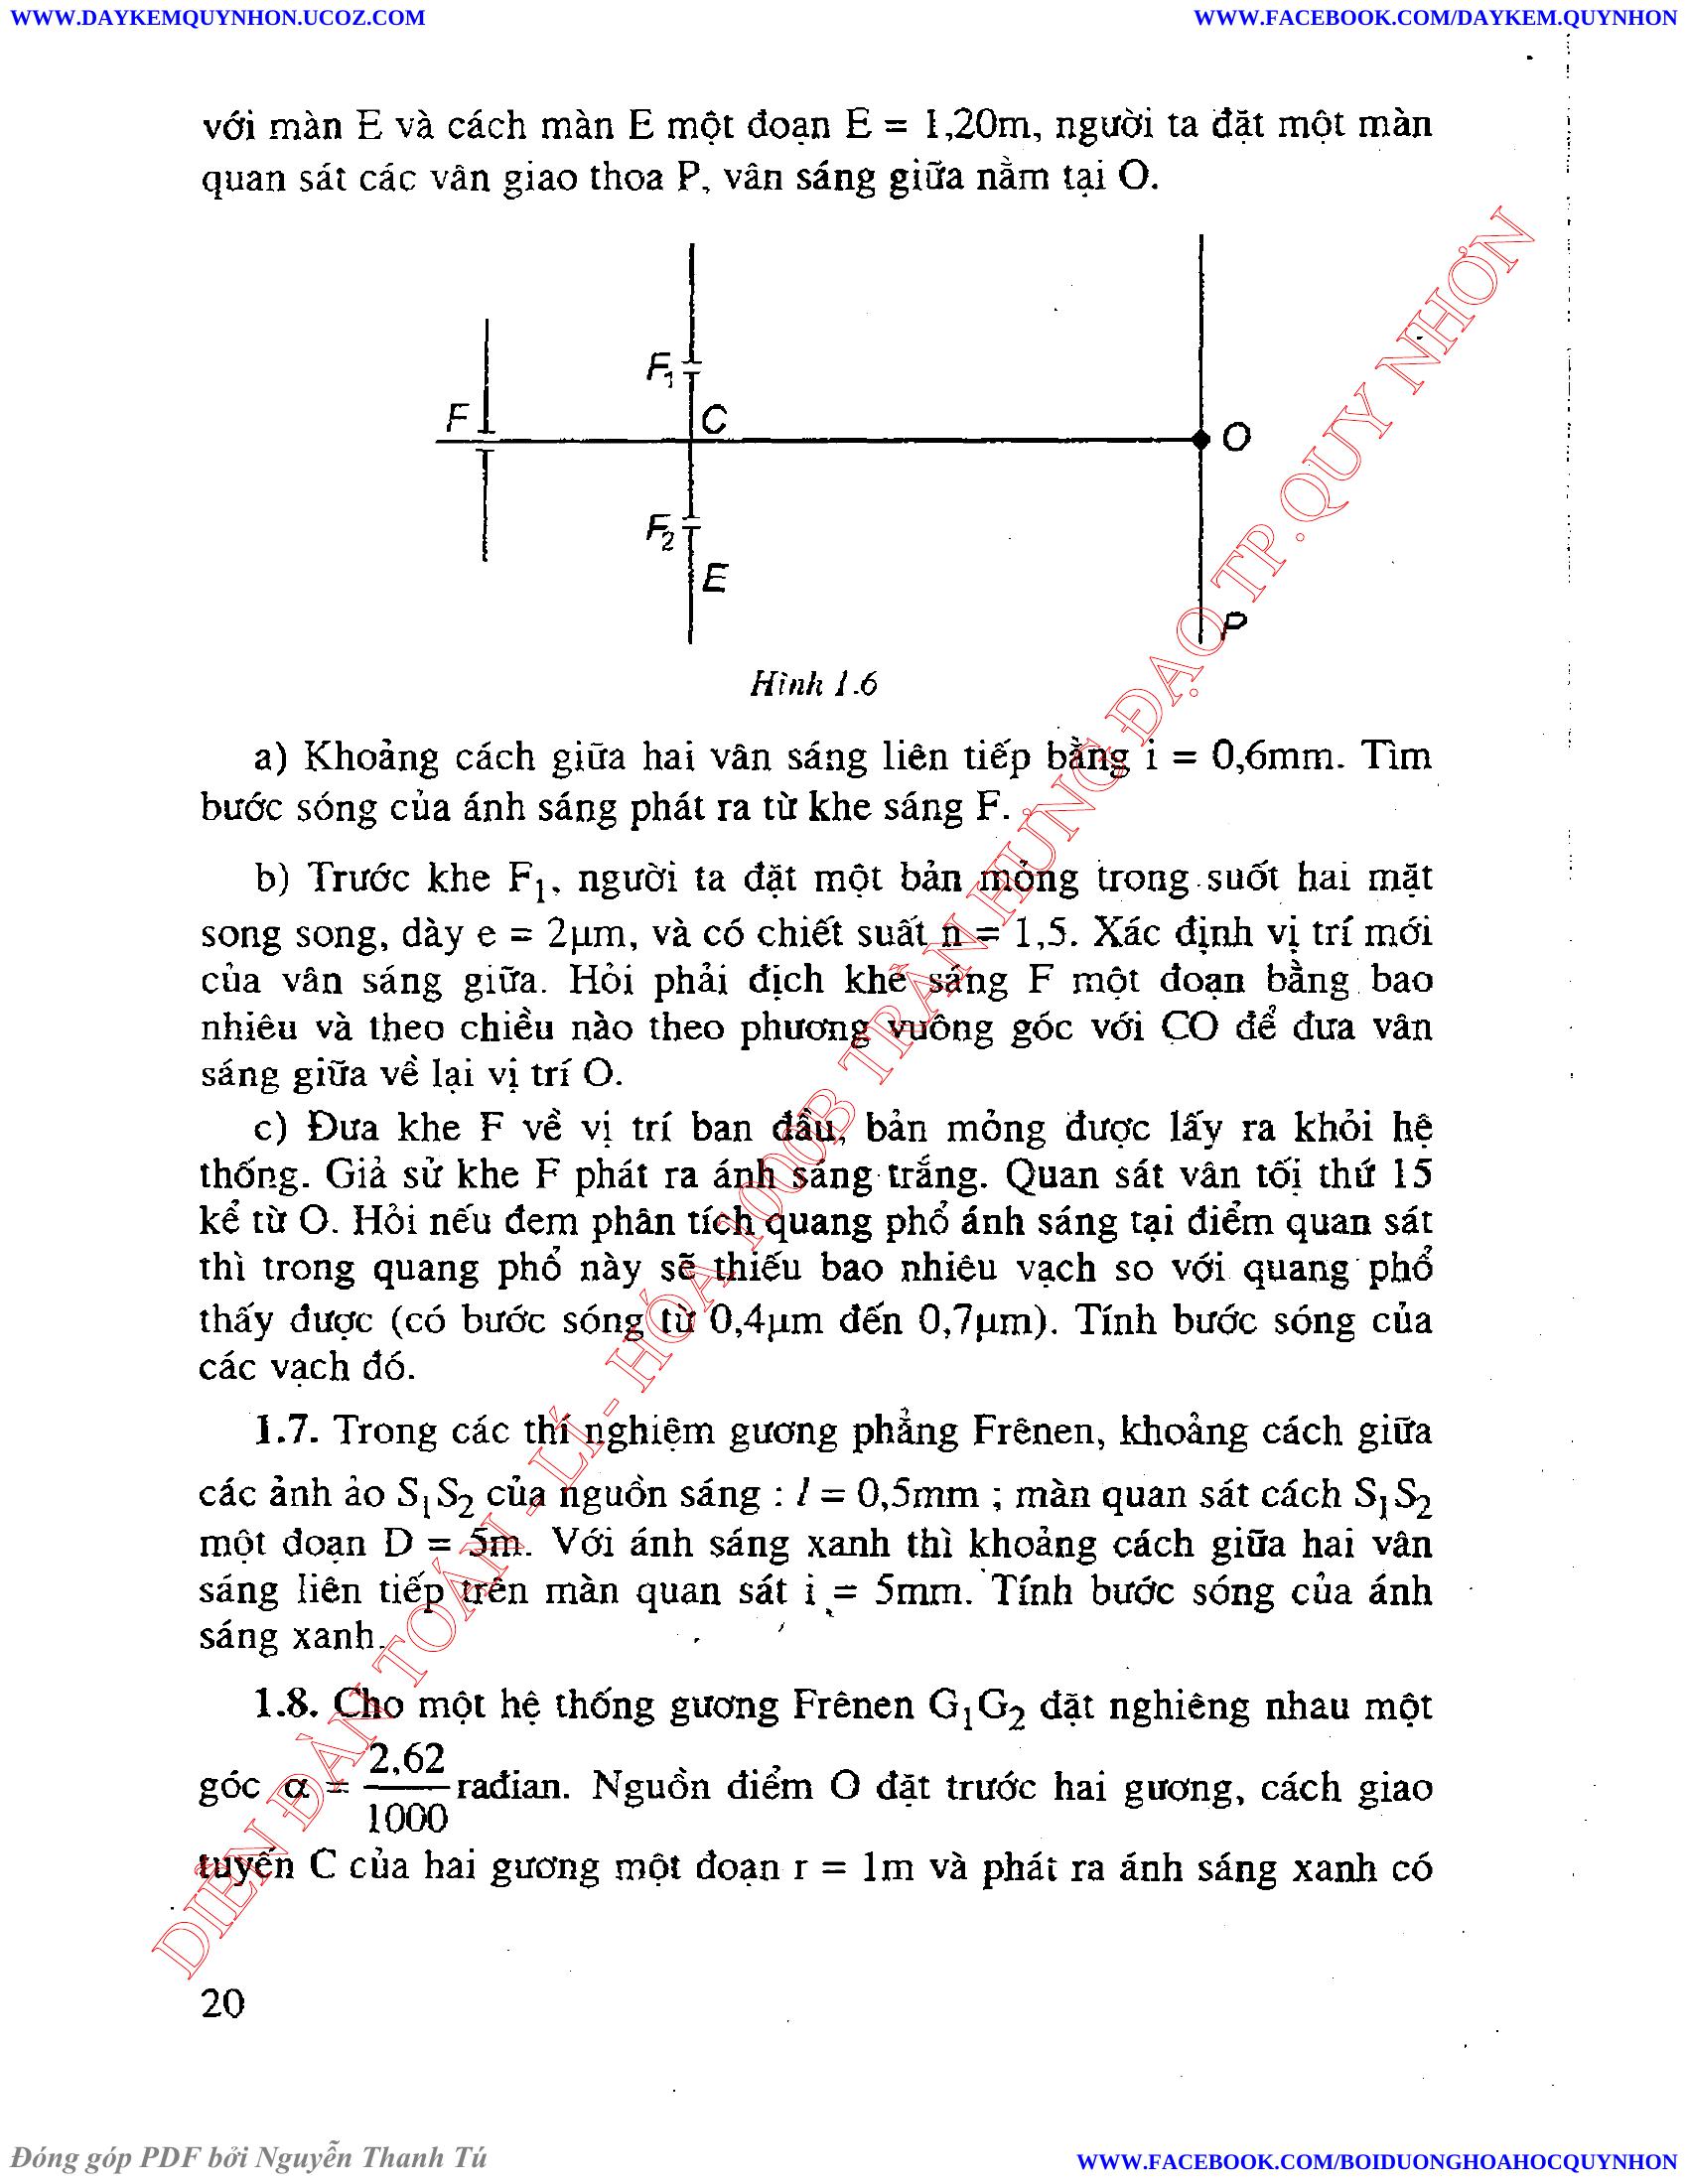 WWW.DAYKEMQUYNHON.UCOZ.COM
WWW.FACEBOOK.COM/DAYKEM.QUYNHON
với màn E và cách màn E một đoạn E = 1,20m, người ta đặt một màn
quan sát các vân giao thoa P, vân sáng giữa nằm tại O.
F₁
F
C
O
F₂
E
P
Hình 1.6
a) Khoảng cách giữa hai vân sáng liên tiếp bằng i = 0,6mm. Tìm
bước sóng của ánh sáng phát ra từ khe sáng F.
b) Trước khe F₁, người ta đặt một bản mỏng trong suốt hai mặt
song song, dày e = 2μm, và có chiết suất n = 1,5. Xác định vị trí mới
của vân sáng giữa. Hỏi phải địch khe sáng F một đoạn bằng bao
nhiêu và theo chiều nào theo phương vuông góc với CO để đưa vân
sáng giữa về lại vị trí O.
c) Đưa khe F về vị trí ban đầu, bản mỏng được lấy ra khỏi hệ
thống. Giả sử khe F phát ra ánh sáng trắng. Quan sát vân tối thứ 15
kể từ O. Hỏi nếu đem phân tích quang phổ ánh sáng tại điểm quan sát
thì trong quang phổ này sẽ thiếu bao nhiêu vạch so với quang phổ
thấy được (có bước sóng từ 0,4μm đến 0,7μm). Tính bước sóng của
các vạch đó.
1.7. Trong các thí nghiệm gương phẳng Frênen, khoảng cách giữa
các ảnh ảo S₁S₂ của nguồn sáng : l = 0,5mm ; màn quan sát cách S₁S₂
một đoạn D = 5m. Với ánh sáng xanh thì khoảng cách giữa hai vân
sáng liên tiếp trên màn quan sát i = 5mm. Tính bước sóng của ánh
sáng xanh.
1.8. Cho một hệ thống gương Frênen G₁G₂ đặt nghiêng nhau một
góc α = 2,62/1000 rađian. Nguồn điểm O đặt trước hai gương, cách giao
tuyến C của hai gương một đoạn r = 1m và phát ra ánh sáng xanh có
20
DIỄN ĐÀN TOÁN - LÍ - HÓA 1000B TRẦN HƯNG ĐẠO TP.QUY NHƠN
Đóng góp PDF bởi Nguyễn Thanh Tú
WWW.FACEBOOK.COM/BOIDUONGHOAHOCQUYNHON